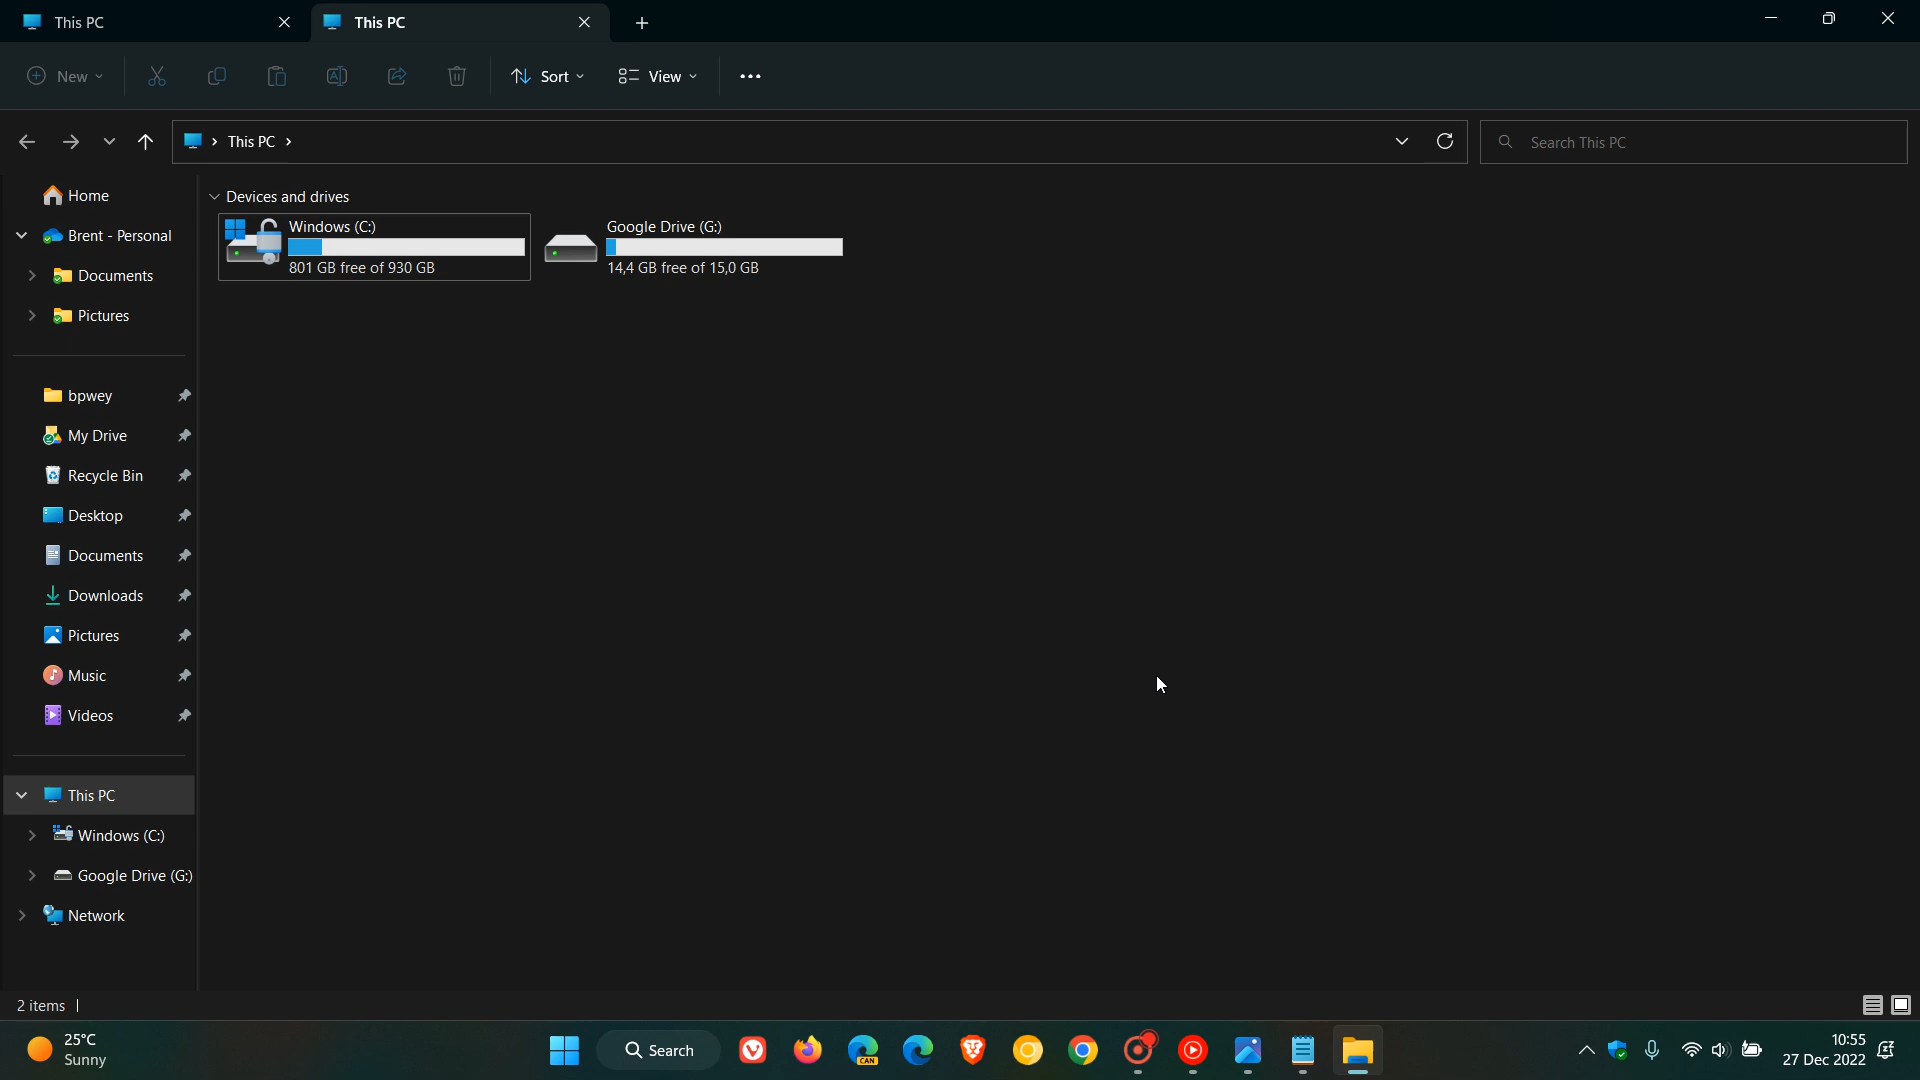 This PC
This PC
New
Sort
View
This PC
Search This PC
Home
Brent - Personal
Documents
Pictures
bpwey
My Drive
Recycle Bin
Desktop
Documents
Downloads
Pictures
Music
Videos
This PC
Windows (C:)
Google Drive (G:)
Network
Devices and drives
Windows (C:)
801 GB free of 930 GB
Google Drive (G:)
14,4 GB free of 15,0 GB
2 items
25°C
Sunny
Search
CAN
10:55
27 Dec 2022